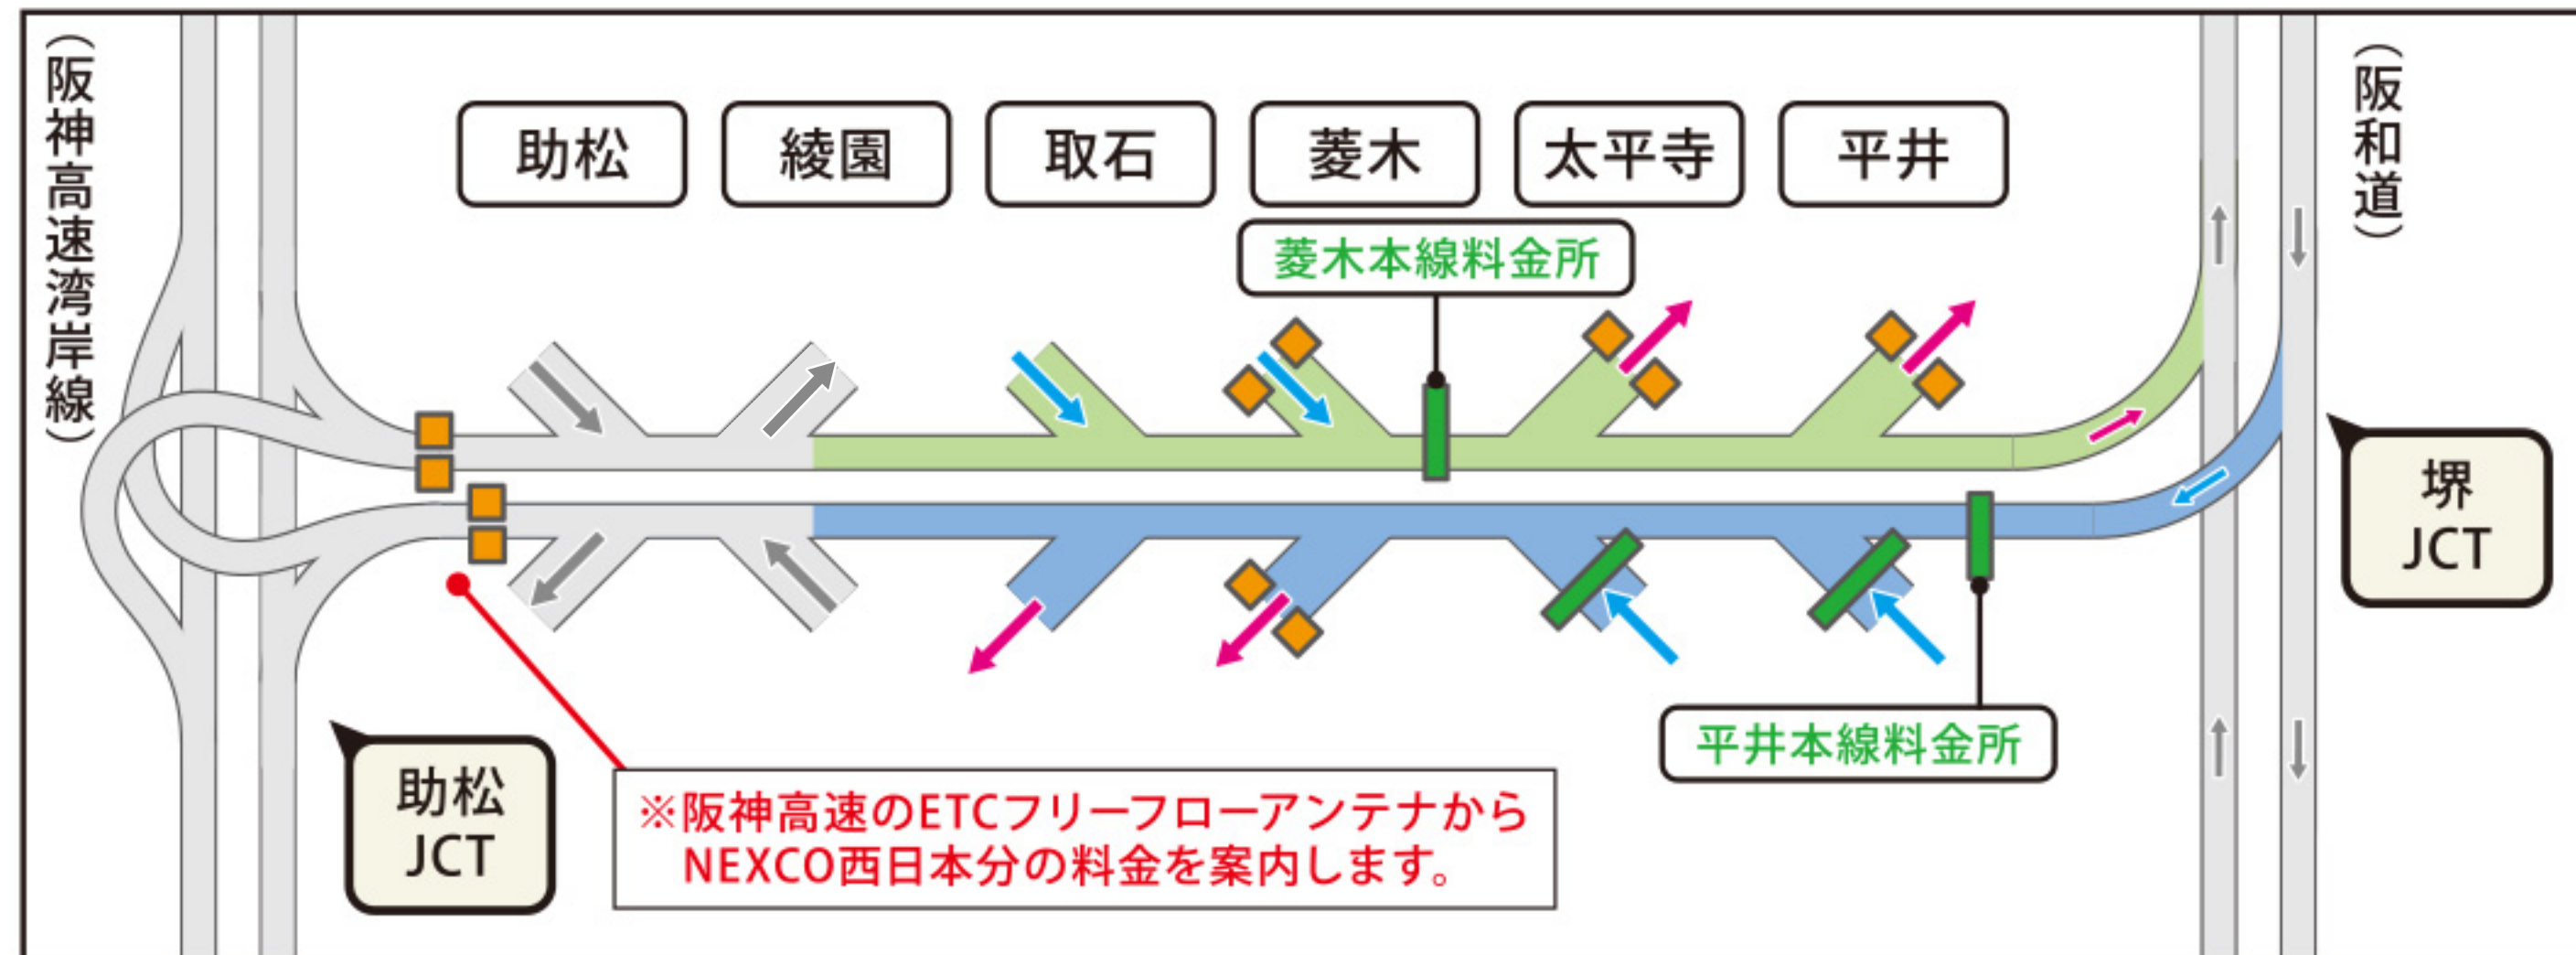 （阪神高速湾岸線）
助松
綾園
取石
菱木
太平寺
平井
（阪和道）
菱木本線料金所
堺
JCT
平井本線料金所
助松
JCT
※阪神高速のETCフリーフローアンテナから
NEXCO西日本分の料金を案内します。